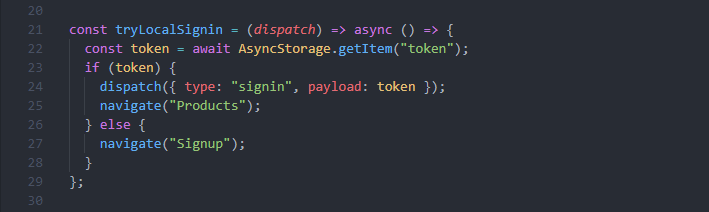 20
21 const tryLocalSignin = (dispatch) => async () => {
22   const token = await AsyncStorage.getItem("token");
23   if (token) {
24     dispatch({ type: "signin", payload: token });
25     navigate("Products");
26   } else {
27     navigate("Signup");
28   }
29 };
30